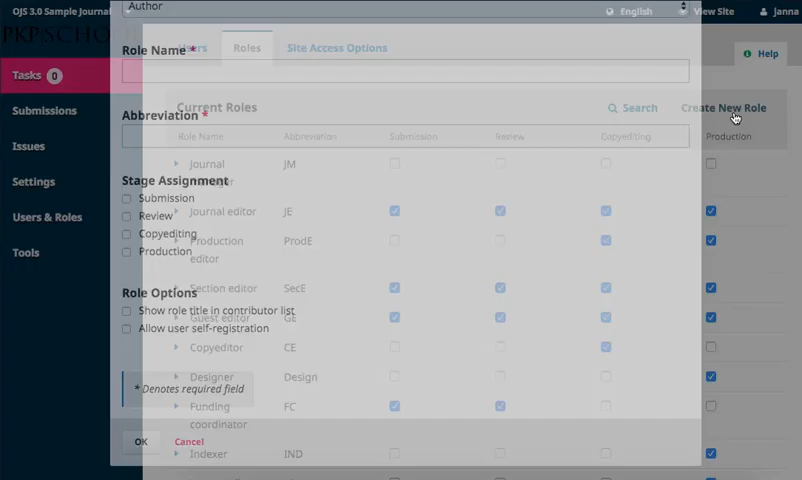 Author
OJS 3.0 Sample Journal
English
View Site
Janna
PKP|SCHOOL
Users
Roles
Site Access Options
Help
Role Name *
Tasks 0
Current Roles
Search
Create New Role
Submissions
Abbreviation *
Role Name
Abbreviation
Submission
Review
Copyediting
Production
Issues
Journal manager
JM
Settings
Stage Assignment
Submission
Review
Copyediting
Production
Users & Roles
Journal editor
JE
Tools
Production
editor
ProdE
Section editor
SecE
Role Options
Show role title in contributor list
Allow user self-registration
Guest editor
GE
Copyeditor
CE
Designer
Design
* Denotes required field
Funding
coordinator
FC
OK
Cancel
Indexer
IND